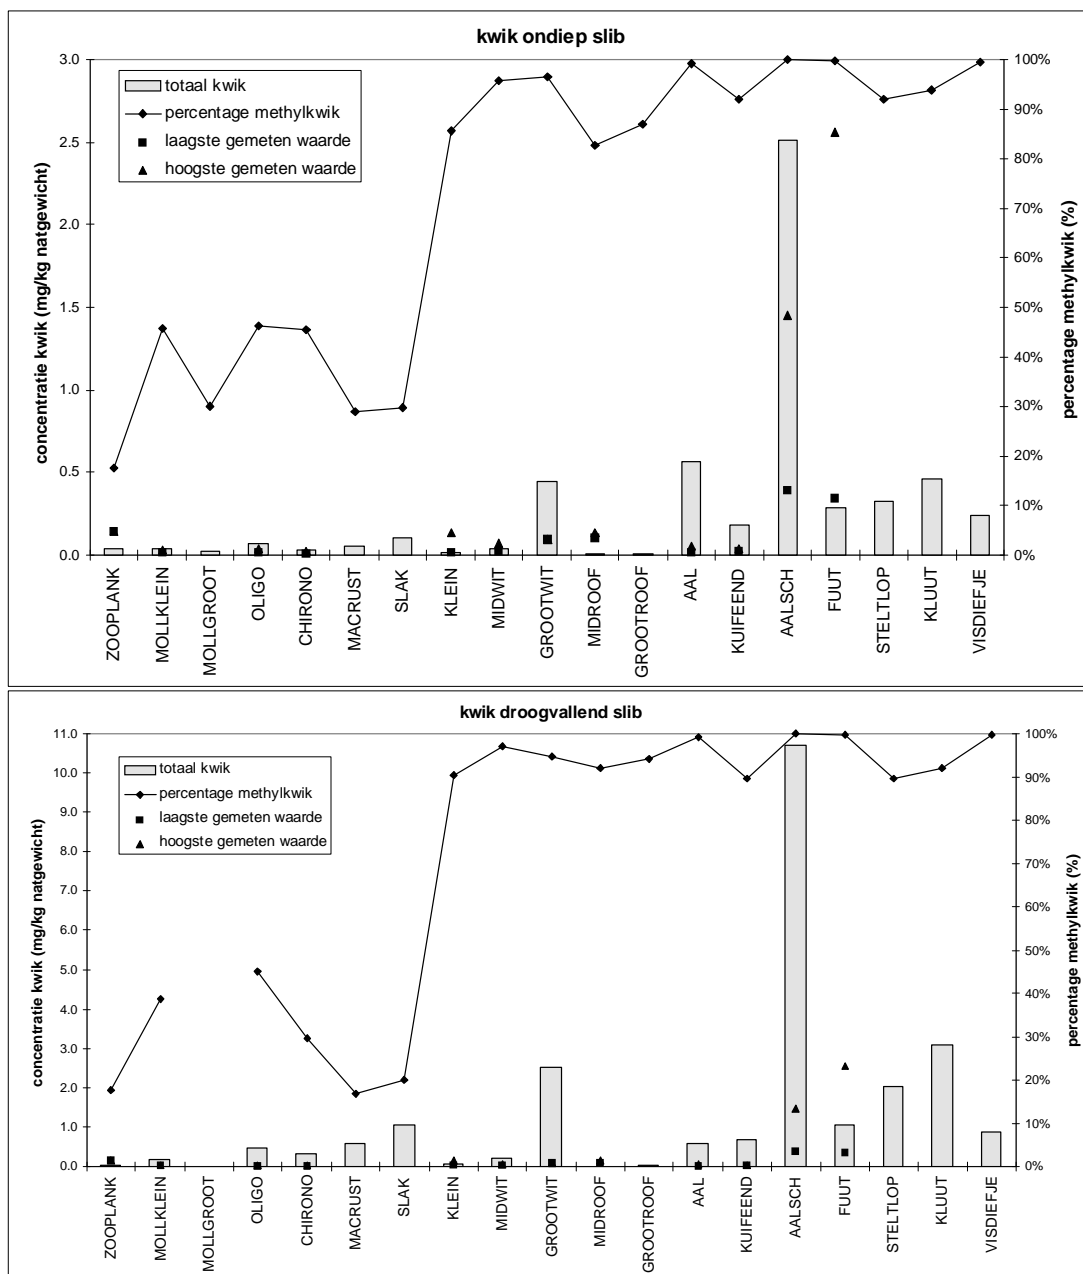 kwik ondiep slib
totaal kwik
percentage methylkwik
laagste gemeten waarde
hoogste gemeten waarde
concentratie kwik (mg/kg natgewicht)
3.0
2.5
2.0
1.5
1.0
0.5
0.0
100%
90%
80%
70%
60%
50%
40%
30%
20%
10%
0%
percentage methylkwik (%)
ZOOPLANK
MOLLKLEIN
MOLLGROOT
OLIGO
CHIRONO
MACRUST
SLAK
KLEIN
MIDWIT
GROOTWIT
MIDROOF
GROOTROOF
AAL
KUIFEEND
AALSCH
FUUT
STELTLOP
KLUUT
VISDIEFJE
kwik droogvallend slib
totaal kwik
percentage methylkwik
laagste gemeten waarde
hoogste gemeten waarde
concentratie kwik (mg/kg natgewicht)
11.0
10.0
9.0
8.0
7.0
6.0
5.0
4.0
3.0
2.0
1.0
0.0
100%
90%
80%
70%
60%
50%
40%
30%
20%
10%
0%
percentage methylkwik (%)
ZOOPLANK
MOLLKLEIN
MOLLGROOT
OLIGO
CHIRONO
MACRUST
SLAK
KLEIN
MIDWIT
GROOTWIT
MIDROOF
GROOTROOF
AAL
KUIFEEND
AALSCH
FUUT
STELTLOP
KLUUT
VISDIEFJE